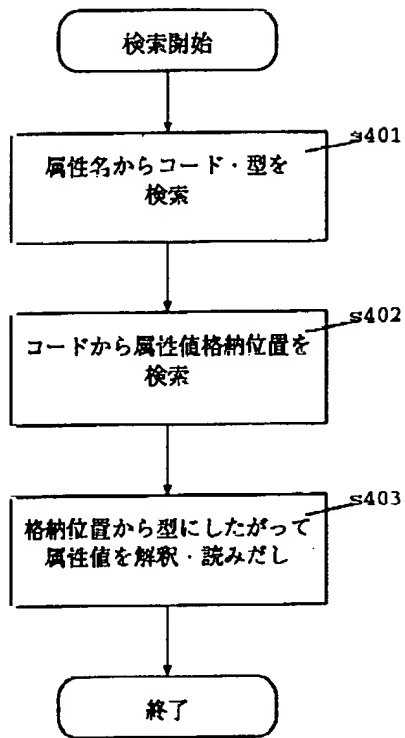 検索開始
s401
属性名からコード・型を
検索
s402
コードから属性値格納位置を
検索
s403
格納位置から型にしたがって
属性値を解釈・読みだし
終了